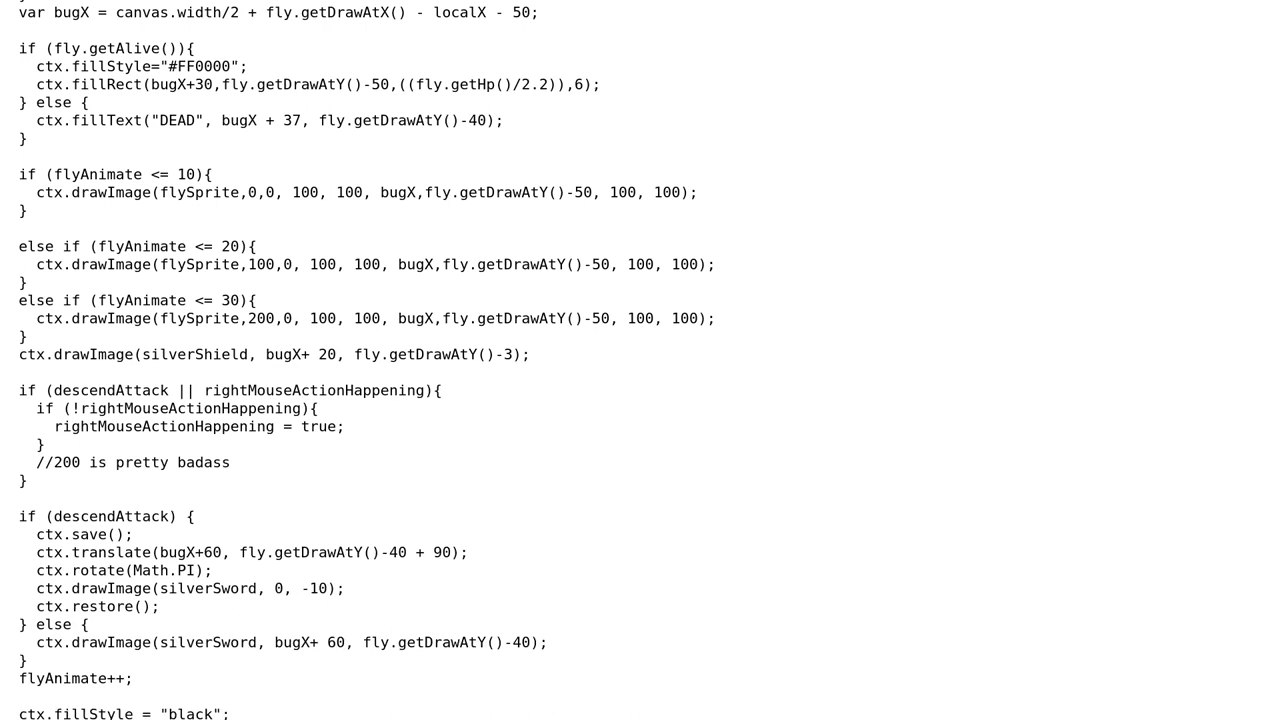 var bugX = canvas.width/2 + fly.getDrawAtX() - localX - 50;

if (fly.getAlive()){
  ctx.fillStyle="#FF0000";
  ctx.fillRect(bugX+30,fly.getDrawAtY()-50,((fly.getHp()/2.2)),6);
} else {
  ctx.fillText("DEAD", bugX + 37, fly.getDrawAtY()-40);
}

if (flyAnimate <= 10){
  ctx.drawImage(flySprite,0,0, 100, 100, bugX,fly.getDrawAtY()-50, 100, 100);
}

else if (flyAnimate <= 20){
  ctx.drawImage(flySprite,100,0, 100, 100, bugX,fly.getDrawAtY()-50, 100, 100);
}
else if (flyAnimate <= 30){
  ctx.drawImage(flySprite,200,0, 100, 100, bugX,fly.getDrawAtY()-50, 100, 100);
}
ctx.drawImage(silverShield, bugX+ 20, fly.getDrawAtY()-3);

if (descendAttack || rightMouseActionHappening){
  if (!rightMouseActionHappening){
    rightMouseActionHappening = true;
  }
  //200 is pretty badass
}

if (descendAttack) {
  ctx.save();
  ctx.translate(bugX+60, fly.getDrawAtY()-40 + 90);
  ctx.rotate(Math.PI);
  ctx.drawImage(silverSword, 0, -10);
  ctx.restore();
} else {
  ctx.drawImage(silverSword, bugX+ 60, fly.getDrawAtY()-40);
}
flyAnimate++;

ctx.fillStyle = "black";